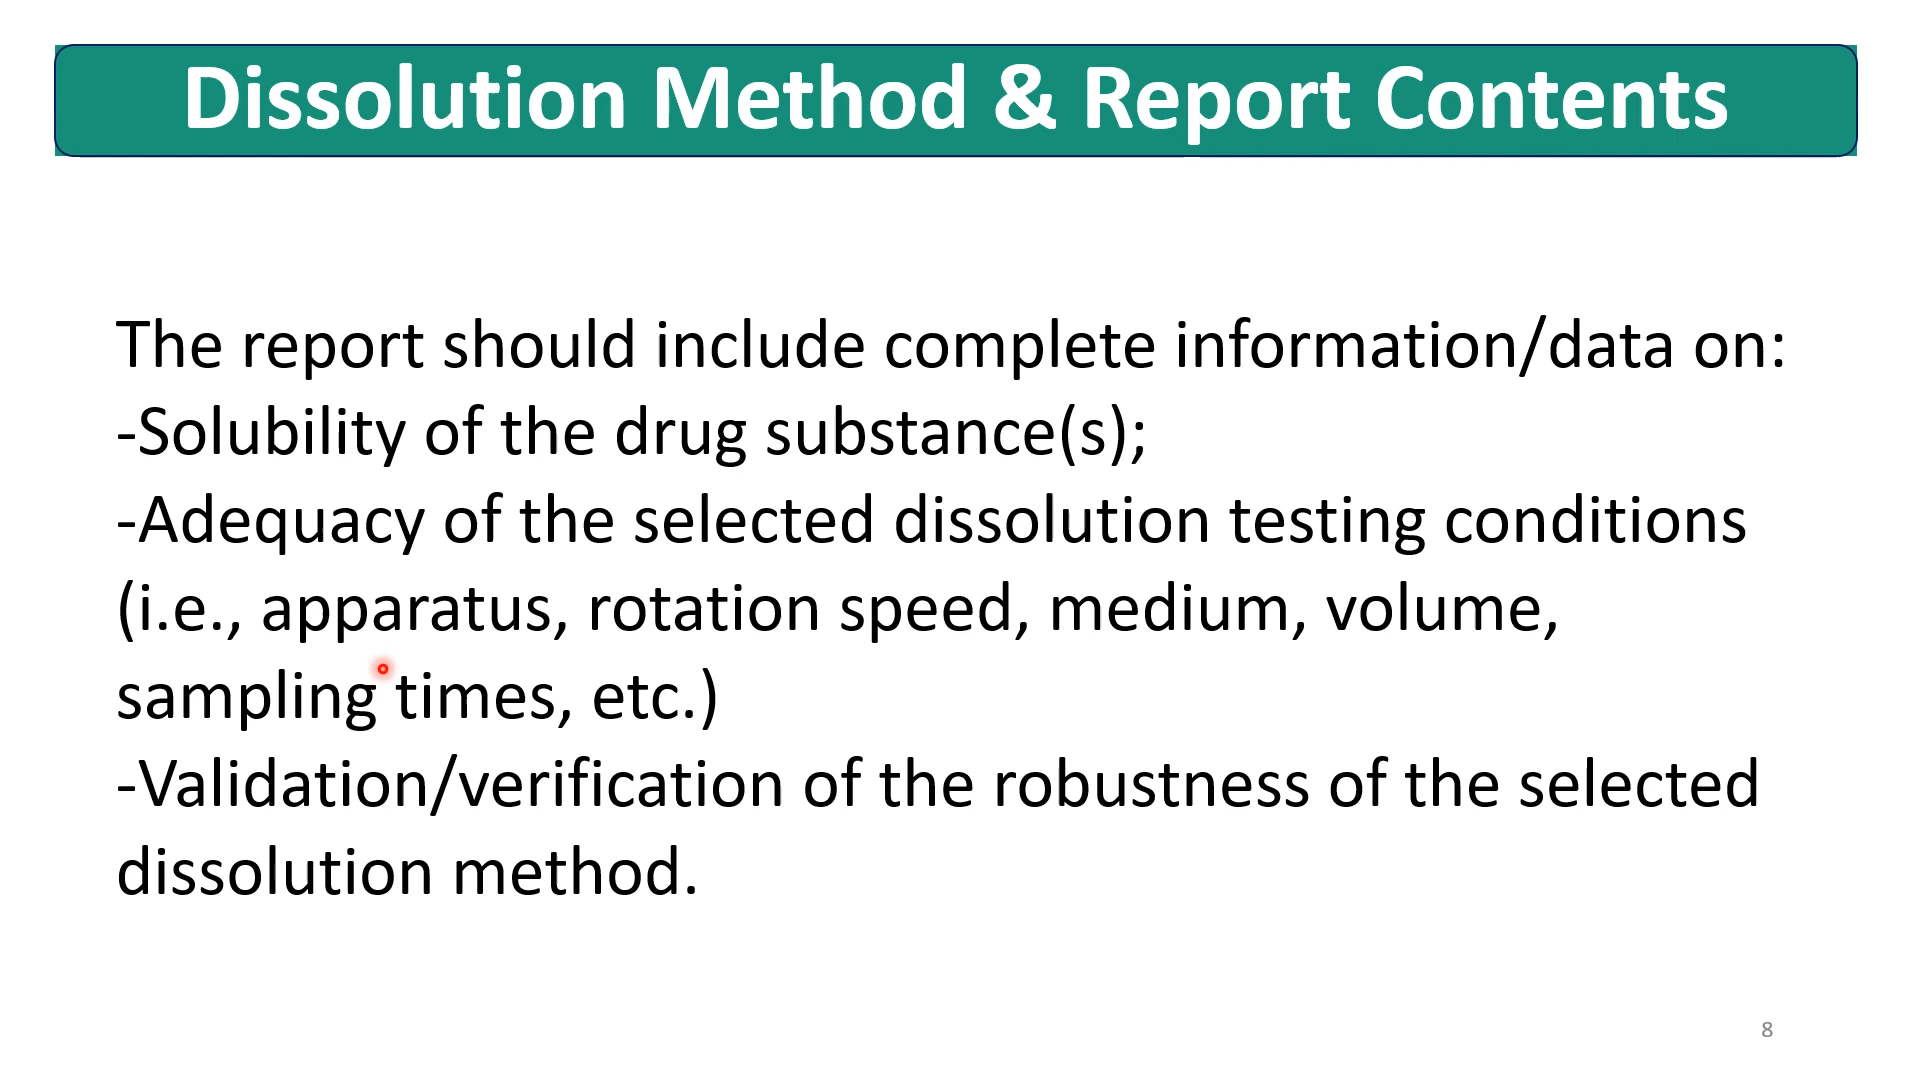 Dissolution Method & Report Contents
The report should include complete information/data on:
-Solubility of the drug substance(s);
-Adequacy of the selected dissolution testing conditions
(i.e., apparatus, rotation speed, medium, volume,
sampling times, etc.)
-Validation/verification of the robustness of the selected
dissolution method.
8